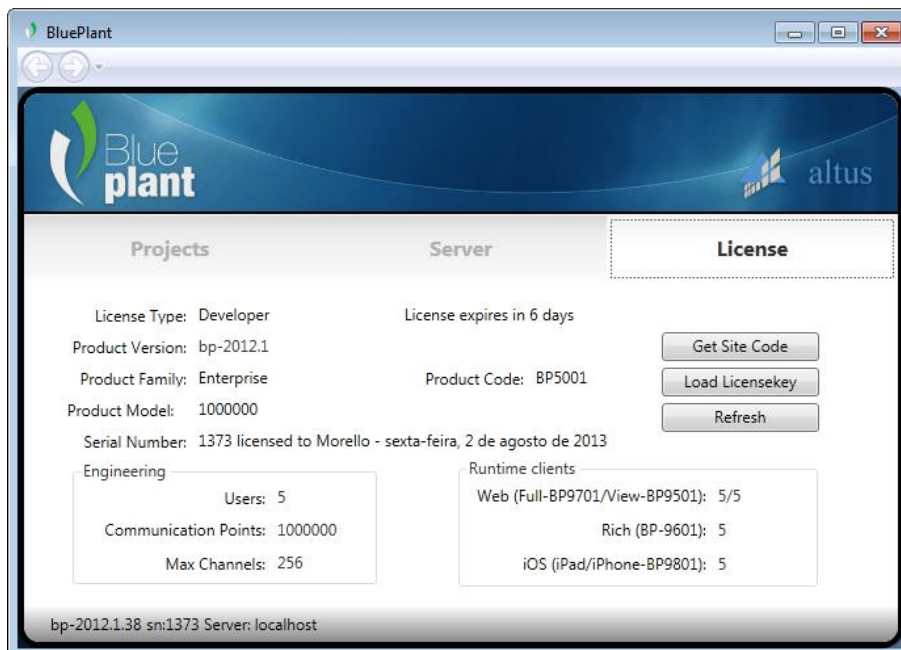 BluePlant
Blue
plant
altus
Projects Server License
License Type: Developer License expires in 6 days
Product Version: bp-2012.1 Get Site Code
Product Family: Enterprise Product Code: BP5001 Load Licensekey
Product Model: 1000000 Refresh
Serial Number: 1373 licensed to Morello - sexta-feira, 2 de agosto de 2013
Engineering Runtime clients
Users: 5 Web (Full-BP9701/View-BP9501): 5/5
Communication Points: 1000000 Rich (BP-9601): 5
Max Channels: 256 iOS (iPad/iPhone-BP9801): 5
bp-2012.1.38 sn:1373 Server: localhost